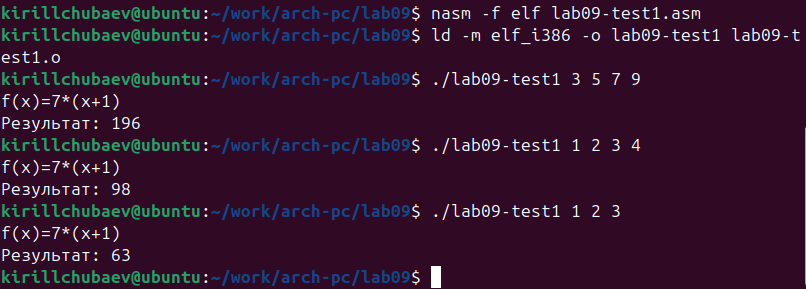 kirillchubaev@ubuntu:~/work/arch-pc/lab09$ nasm -f elf lab09-test1.asm
kirillchubaev@ubuntu:~/work/arch-pc/lab09$ ld -m elf_i386 -o lab09-test1 lab09-t
est1.o
kirillchubaev@ubuntu:~/work/arch-pc/lab09$ ./lab09-test1 3 5 7 9
f(x)=7*(x+1)
Результат: 196
kirillchubaev@ubuntu:~/work/arch-pc/lab09$ ./lab09-test1 1 2 3 4
f(x)=7*(x+1)
Результат: 98
kirillchubaev@ubuntu:~/work/arch-pc/lab09$ ./lab09-test1 1 2 3
f(x)=7*(x+1)
Результат: 63
kirillchubaev@ubuntu:~/work/arch-pc/lab09$